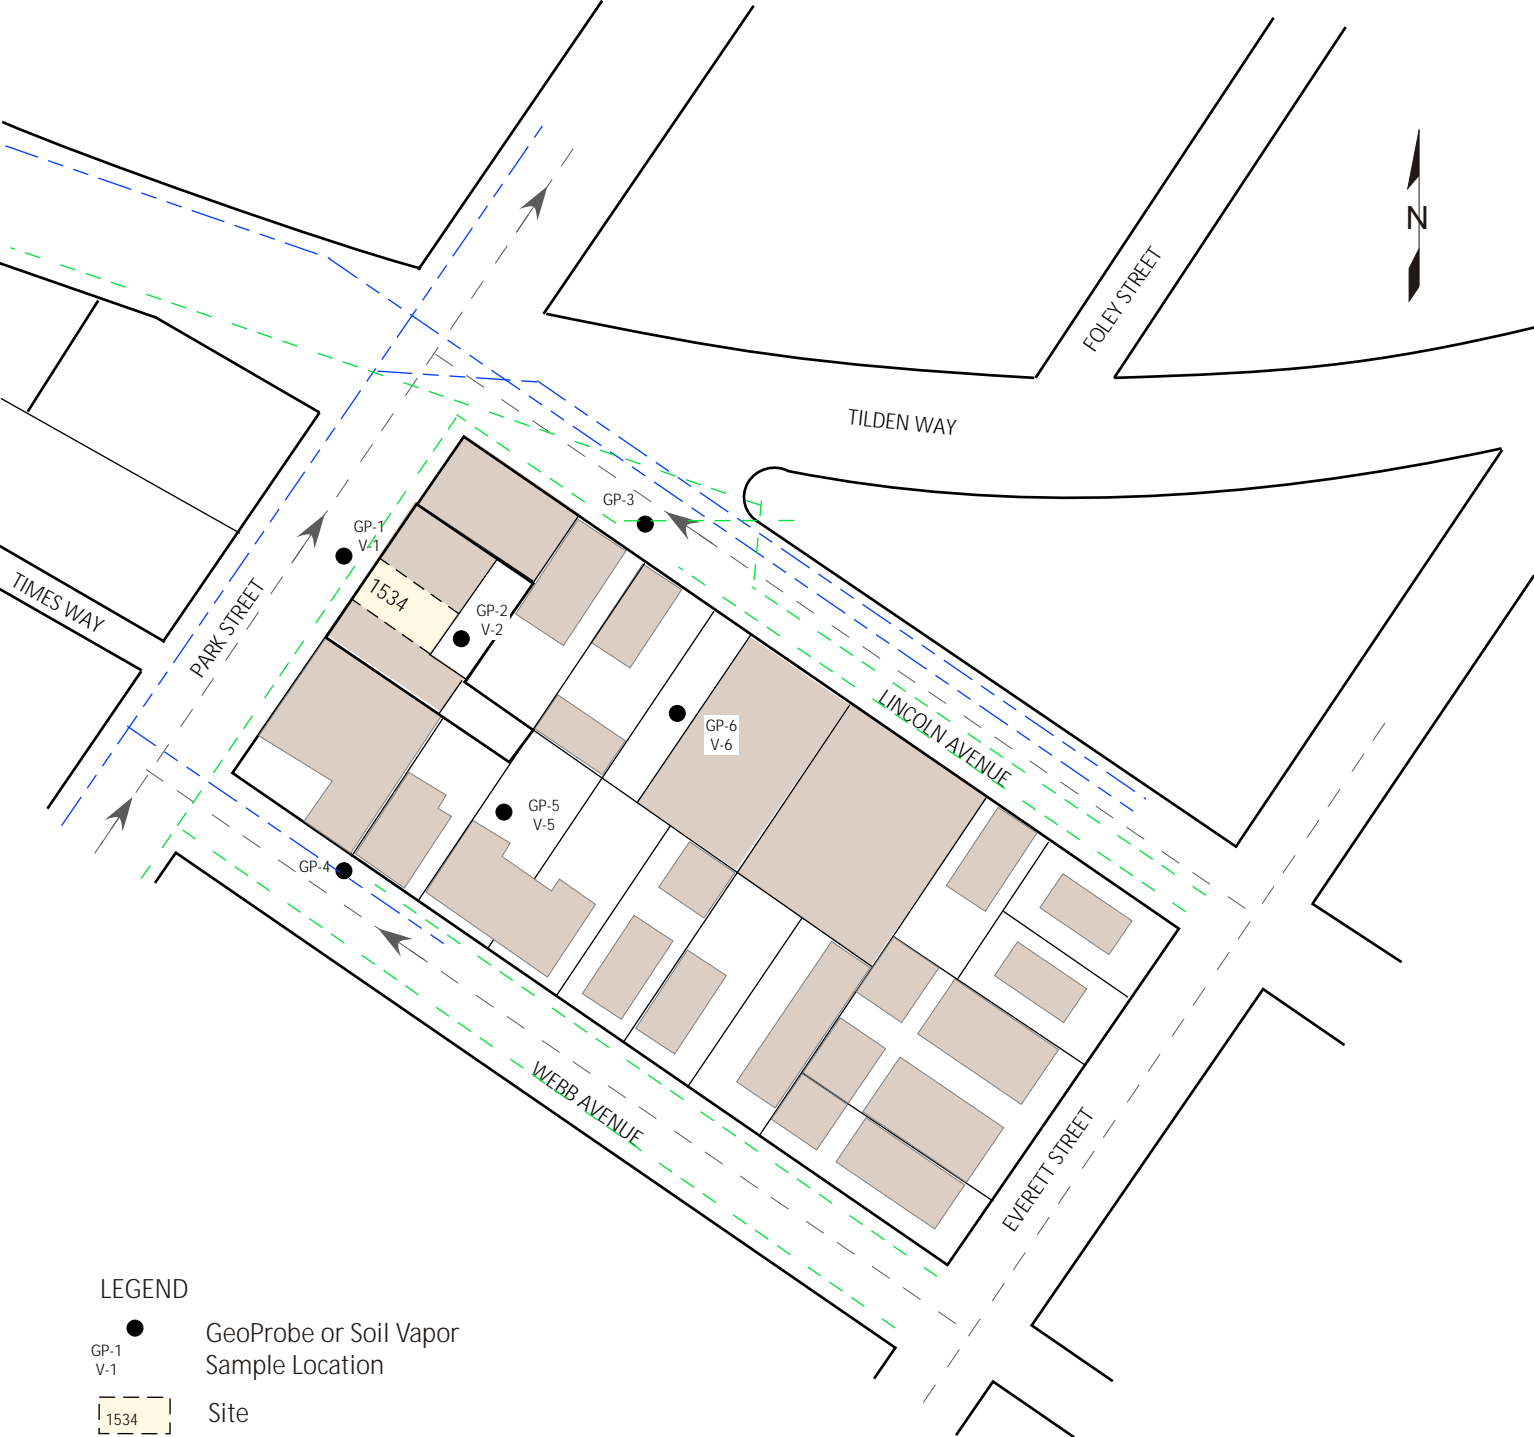 N
FOLEY STREET
TILDEN WAY
GP-3
GP-1
V-1
TIMES WAY
PARK STREET
1534
GP-2
V-2
GP-6
V-6
LINCOLN AVENUE
GP-5
V-5
GP-4
WEBB AVENUE
EVERETT STREET
LEGEND
GP-1
V-1
GeoProbe or Soil Vapor
Sample Location
1534
Site